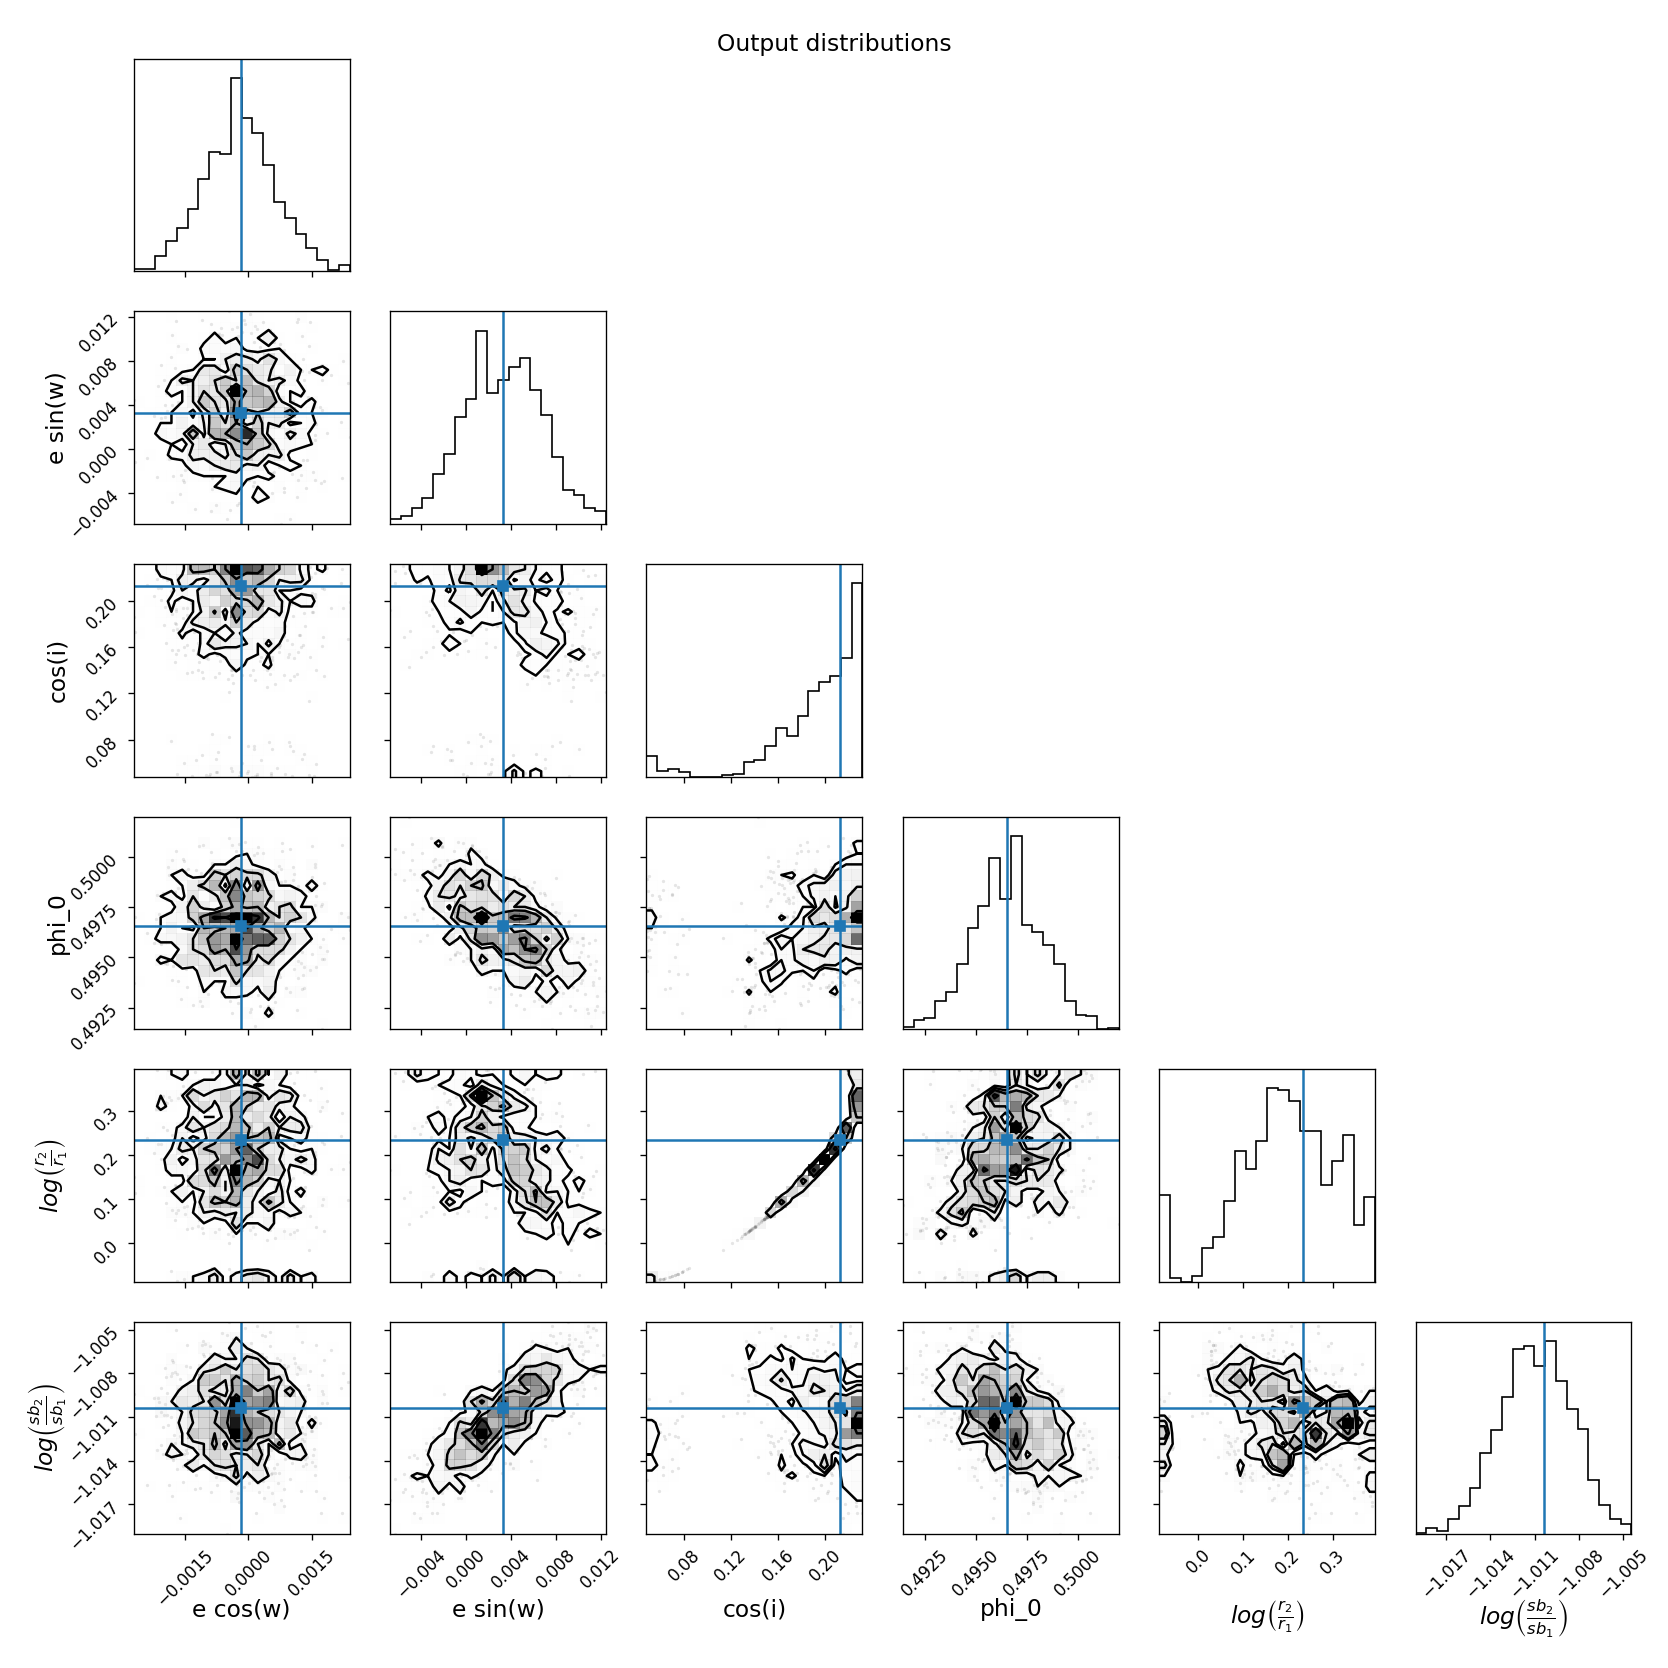 Output distributions
e sin(w)
0.012
0.008
0.004
0.000
−0.004
cos(i)
0.20
0.16
0.12
0.08
phi_0
0.5000
0.4975
0.4950
0.4925
log(r₂/r₁)
0.3
0.2
0.1
0.0
log(sb₂/sb₁)
−1.005
−1.008
−1.011
−1.014
−1.017
−0.0015 0.0000 0.0015
−0.004 0.000 0.004 0.008 0.012
0.08 0.12 0.16 0.20
0.4925 0.4950 0.4975 0.5000
0.0 0.1 0.2 0.3
−1.017 −1.014 −1.011 −1.008 −1.005
e cos(w)
e sin(w)
cos(i)
phi_0
log(r₂/r₁)
log(sb₂/sb₁)